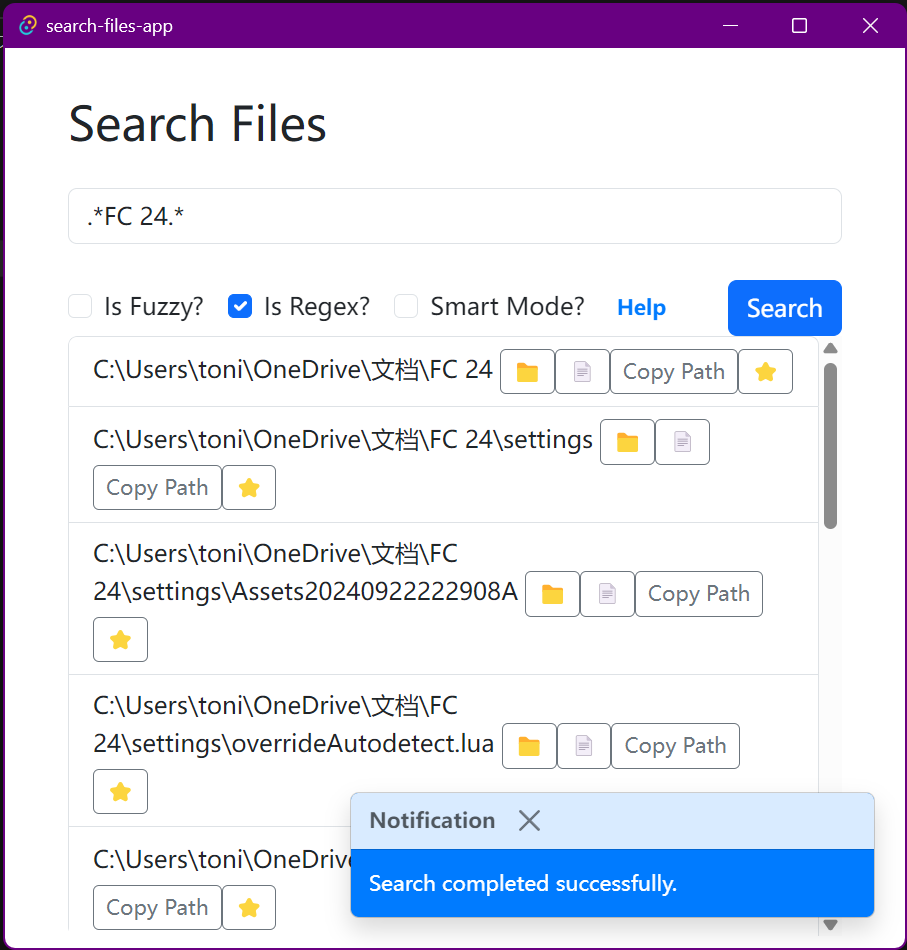 search-files-app
Search Files
.*FC 24.*
Is Fuzzy? Is Regex? Smart Mode? Help Search
C:\Users\toni\OneDrive\文档\FC 24 Copy Path
C:\Users\toni\OneDrive\文档\FC 24\settings
Copy Path
C:\Users\toni\OneDrive\文档\FC
24\settings\Assets20240922222908A Copy Path
C:\Users\toni\OneDrive\文档\FC
24\settings\overrideAutodetect.lua Copy Path
C:\Users\toni\OneDrive
Copy Path
Notification
Search completed successfully.